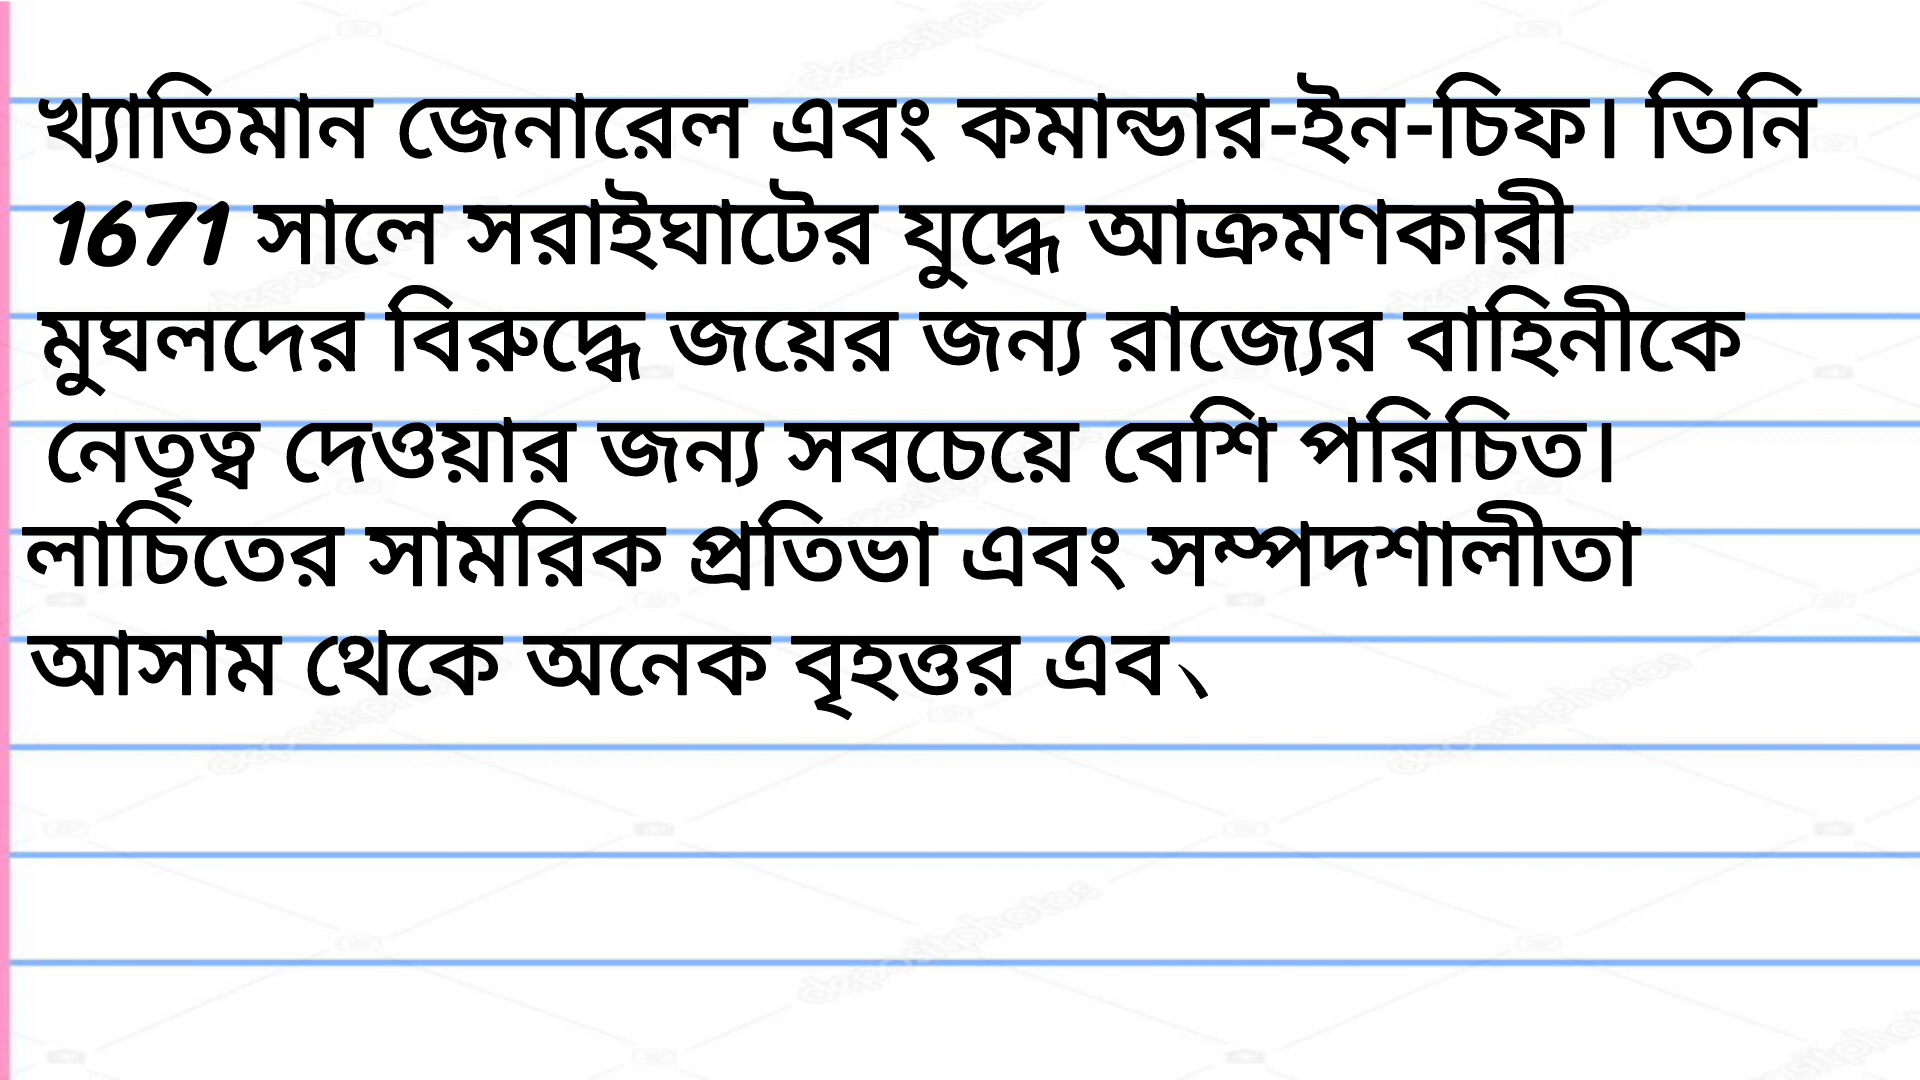 খ্যাতিমান জেনারেল এবং কমান্ডার-ইন-চিফ। তিনি
1671 সালে সরাইঘাটের যুদ্ধে আক্রমণকারী
মুঘলদের বিরুদ্ধে জয়ের জন্য রাজ্যের বাহিনীকে
নেতৃত্ব দেওয়ার জন্য সবচেয়ে বেশি পরিচিত।
লাচিতের সামরিক প্রতিভা এবং সম্পদশালীতা
আসাম থেকে অনেক বৃহত্তর এব৲